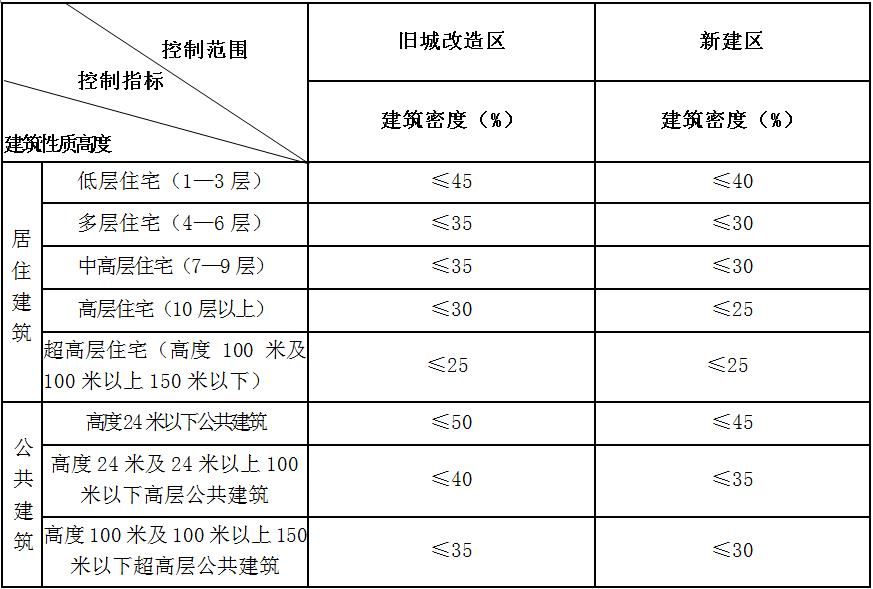 控制范围
控制指标
建筑性质高度
旧城改造区
新建区
建筑密度（%）
建筑密度（%）
居住建筑
低层住宅（1—3 层）
≤45
≤40
多层住宅（4—6 层）
≤35
≤30
中高层住宅（7—9 层）
≤35
≤30
高层住宅（10 层以上）
≤30
≤25
超高层住宅（高度 100 米及
100 米以上 150 米以下）
≤25
≤25
公共建筑
高度 24 米以下公共建筑
≤50
≤45
高度 24 米及 24 米以上 100
米以下高层公共建筑
≤40
≤35
高度 100 米及 100 米以上 150
米以下超高层公共建筑
≤35
≤30